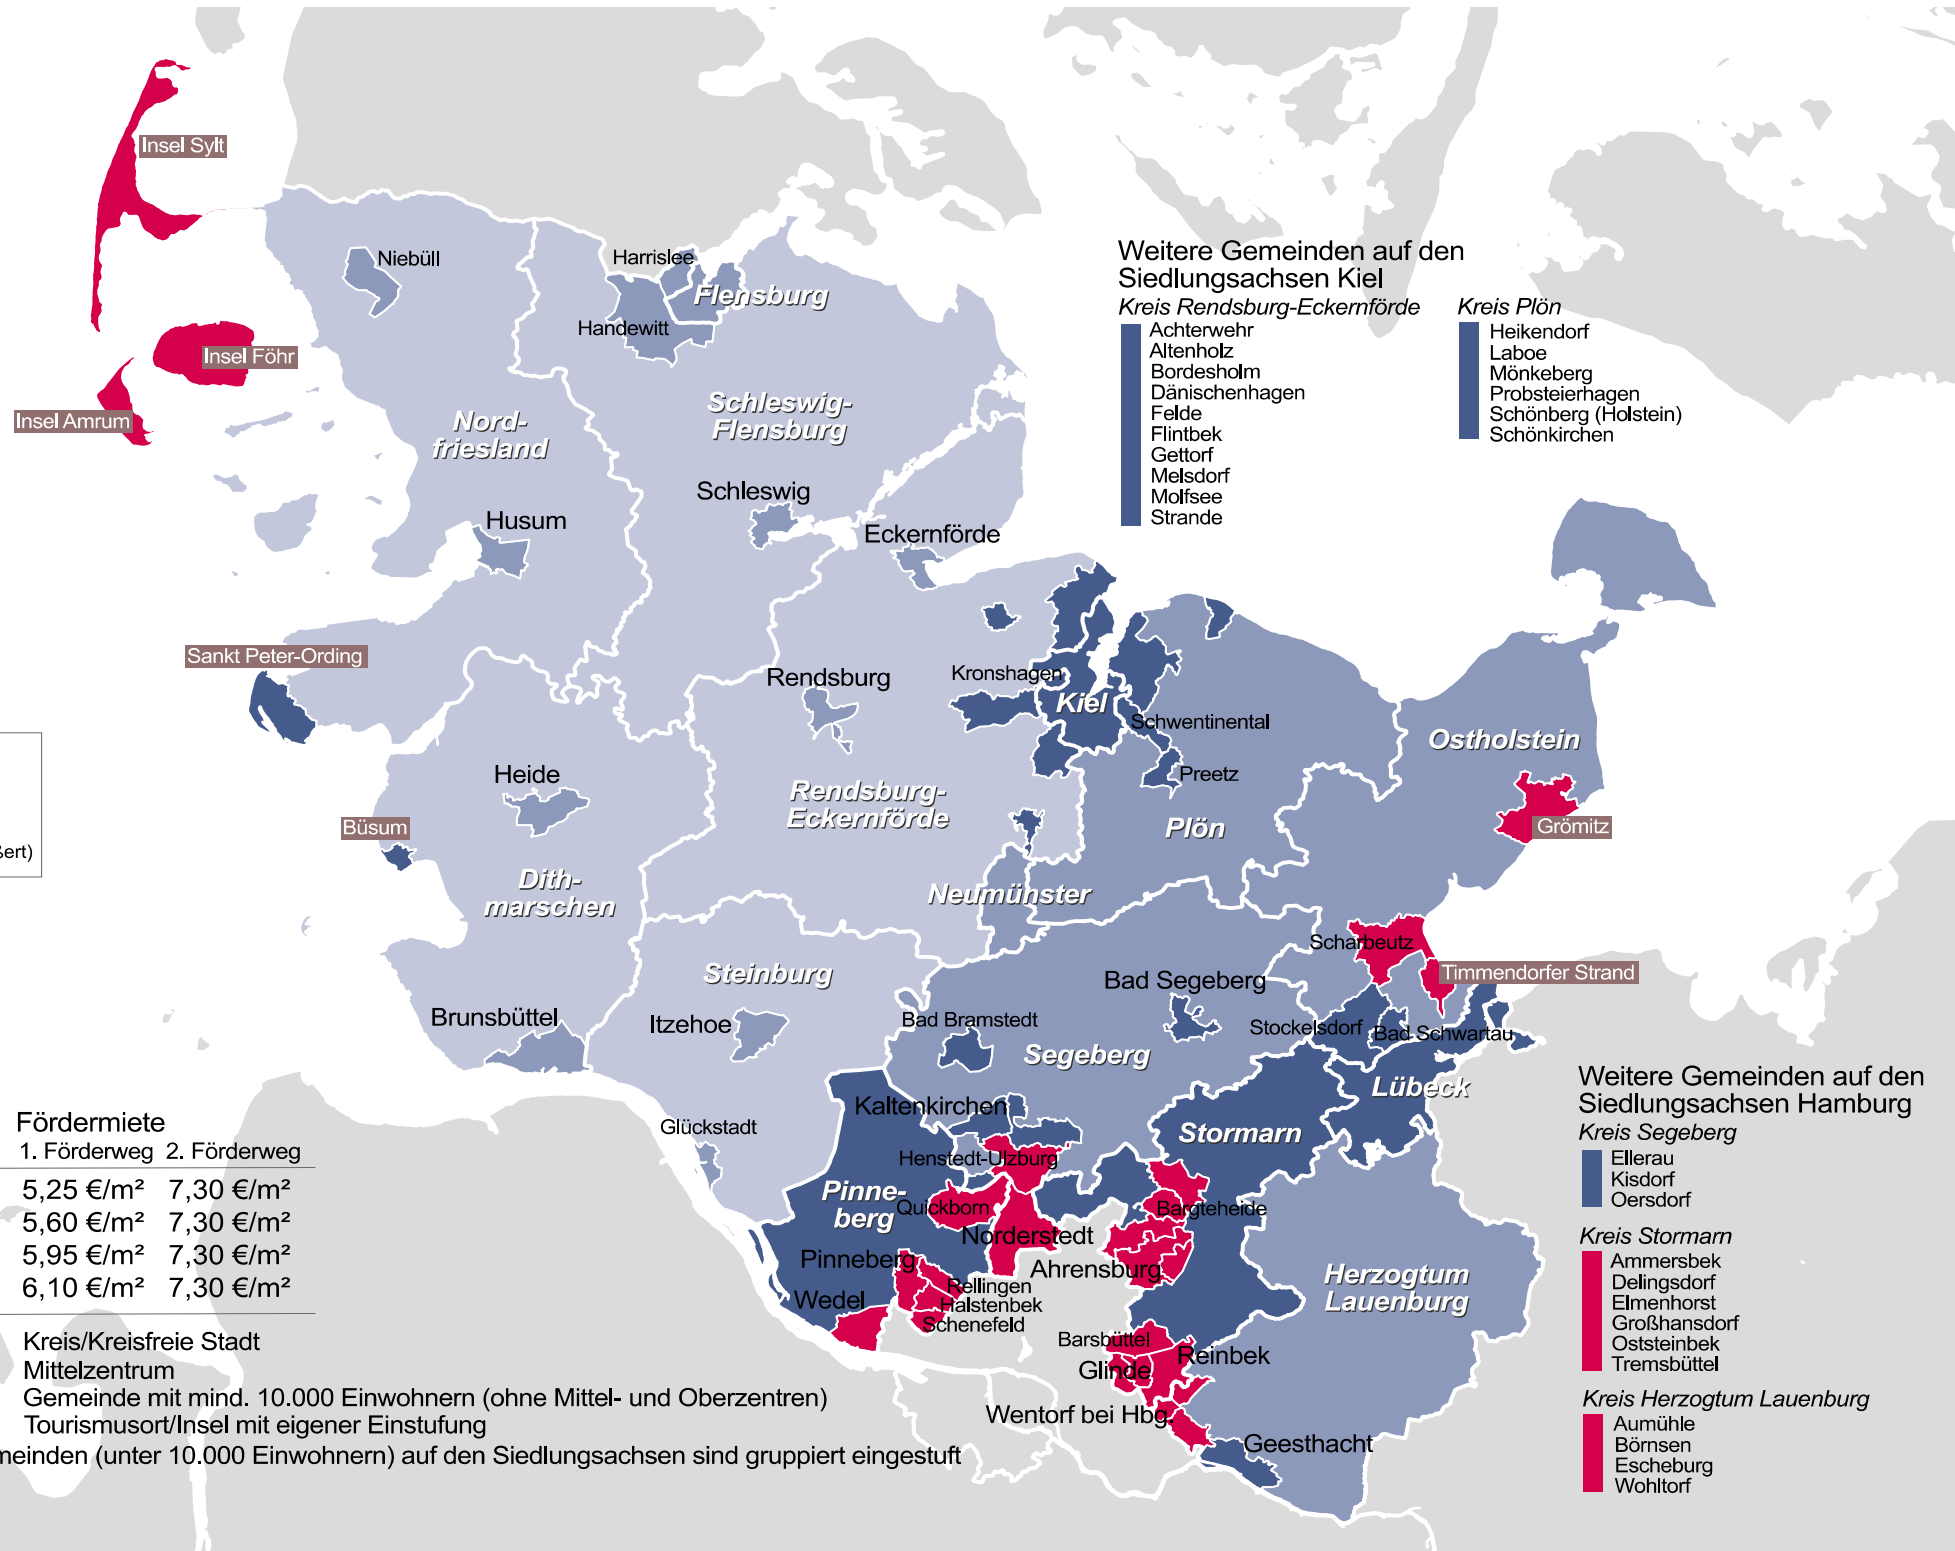 Insel Sylt
Insel Föhr
Insel Amrum
Niebüll
Harrislee
Flensburg
Handewitt
Nord-
friesland
Schleswig-
Flensburg
Schleswig
Husum
Eckernförde
Sankt Peter-Ording
Rendsburg
Kronshagen
Kiel
Schwentinental
Preetz
Ostholstein
Grömitz
Heide
Büsum
Rendsburg-
Eckernförde
Plön
Dith-
marschen
Neumünster
Steinburg
Scharbeutz
Timmendorfer Strand
Bad Segeberg
Brunsbüttel
Itzehoe
Bad Bramstedt
Stockelsdorf
Bad Schwartau
Segeberg
Lübeck
Kaltenkirchen
Glückstadt
Stormarn
Henstedt-Ulzburg
Pinne-
berg
Quickborn
Bargteheide
Norderstedt
Pinneberg
Ahrensburg
Rellingen
Halstenbek
Schenefeld
Wedel
Herzogtum
Lauenburg
Barsbüttel
Reinbek
Glinde
Wentorf bei Hbg.
Geesthacht
Weitere Gemeinden auf den
Siedlungsachsen Kiel
Kreis Rendsburg-Eckernförde
Achterwehr
Altenholz
Bordesholm
Dänischenhagen
Felde
Flintbek
Gettorf
Melsdorf
Molfsee
Strande
Kreis Plön
Heikendorf
Laboe
Mönkeberg
Probsteierhagen
Schönberg (Holstein)
Schönkirchen
Weitere Gemeinden auf den
Siedlungsachsen Hamburg
Kreis Segeberg
Ellerau
Kisdorf
Oersdorf
Kreis Stormarn
Ammersbek
Delingsdorf
Elmenhorst
Großhansdorf
Oststeinbek
Tremsbüttel
Kreis Herzogtum Lauenburg
Aumühle
Börnsen
Escheburg
Wohltorf
ßert)
Fördermiete
1. Förderweg 2. Förderweg
5,25 €/m² 7,30 €/m²
5,60 €/m² 7,30 €/m²
5,95 €/m² 7,30 €/m²
6,10 €/m² 7,30 €/m²
Kreis/Kreisfreie Stadt
Mittelzentrum
Gemeinde mit mind. 10.000 Einwohnern (ohne Mittel- und Oberzentren)
Tourismusort/Insel mit eigener Einstufung
meinden (unter 10.000 Einwohnern) auf den Siedlungsachsen sind gruppiert eingestuft